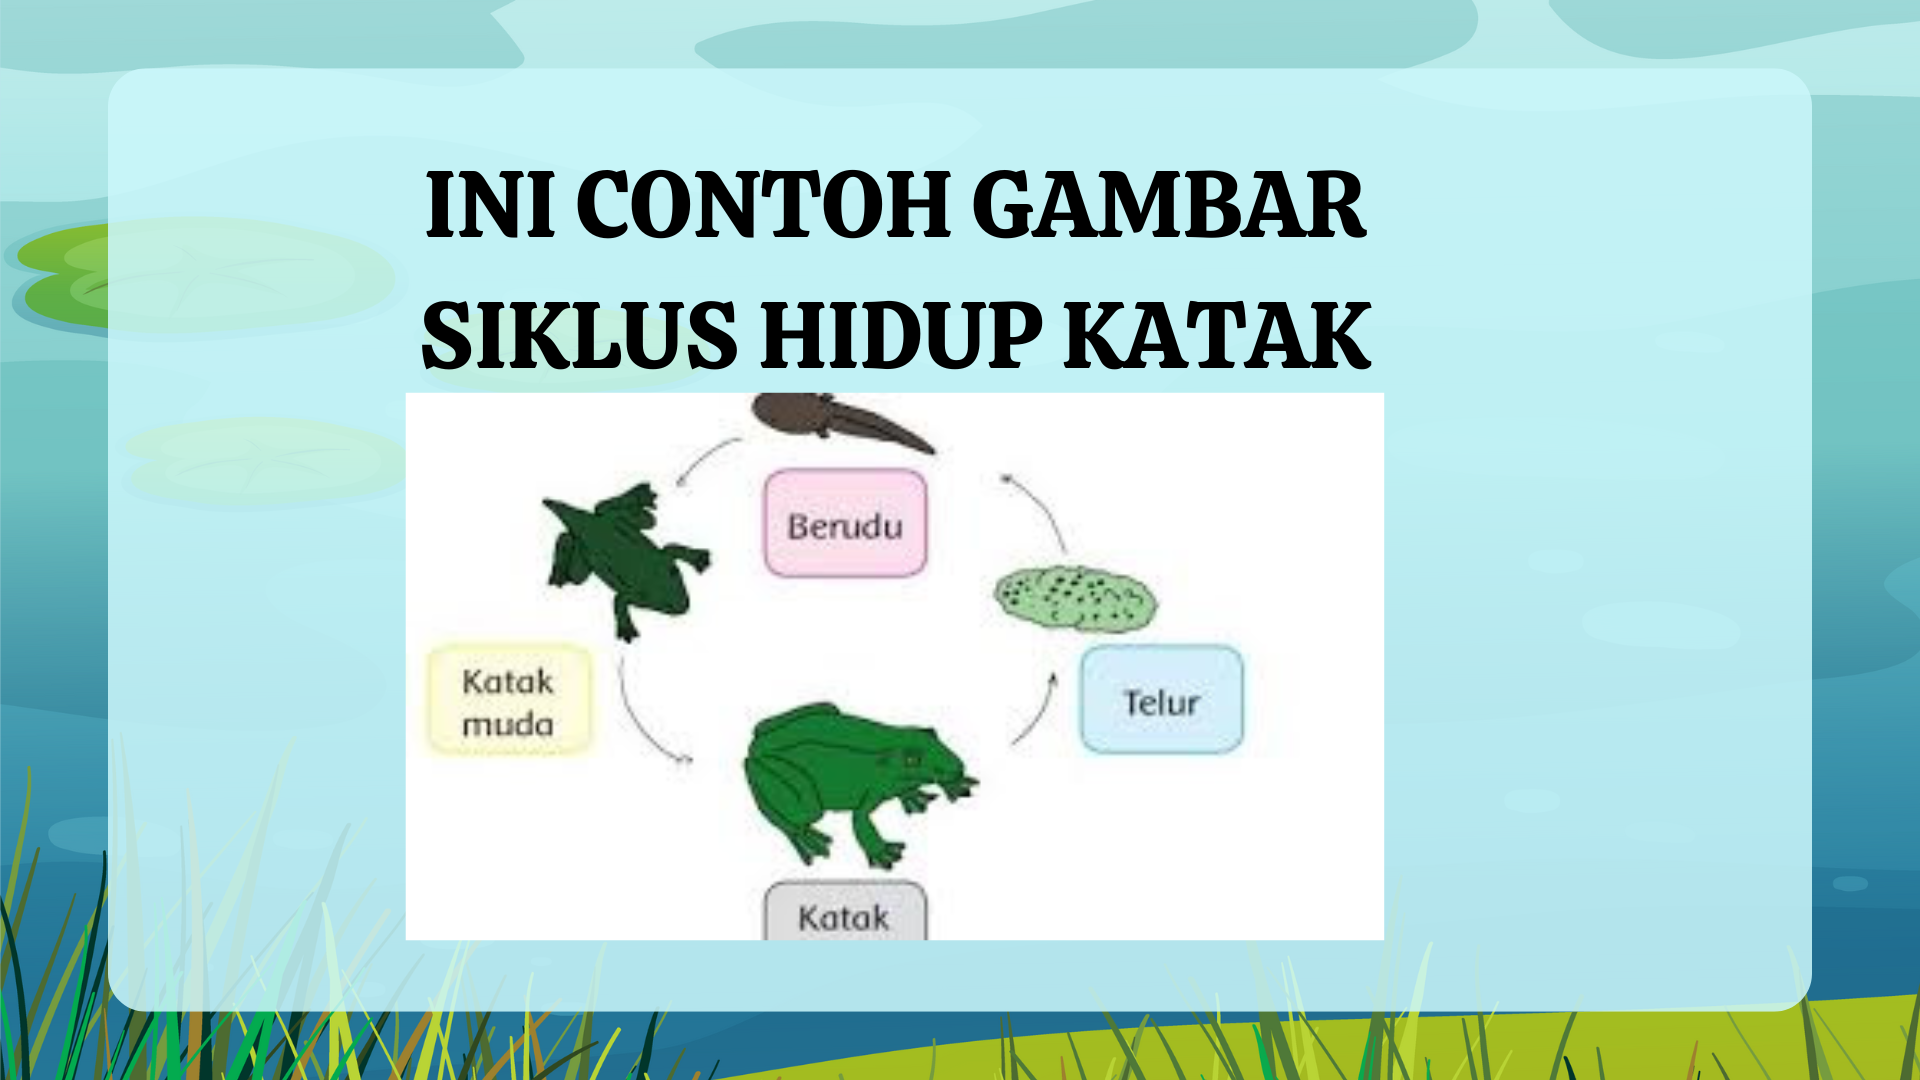 INI CONTOH GAMBAR
SIKLUS HIDUP KATAK
Berudu
Katak
muda
Telur
Katak